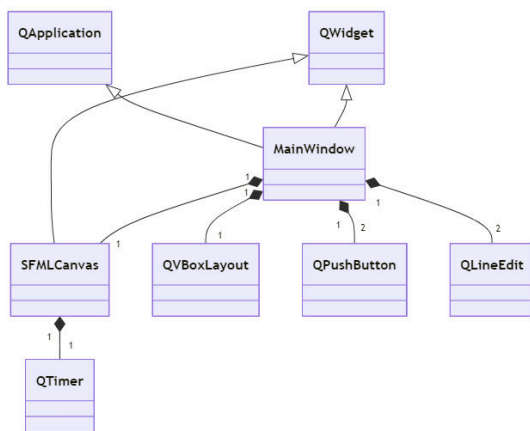 QApplication
QWidget
MainWindow
1
1
1
1
1
2
1
2
SFMLCanvas
QVBoxLayout
QPushButton
QLineEdit
1
1
QTimer